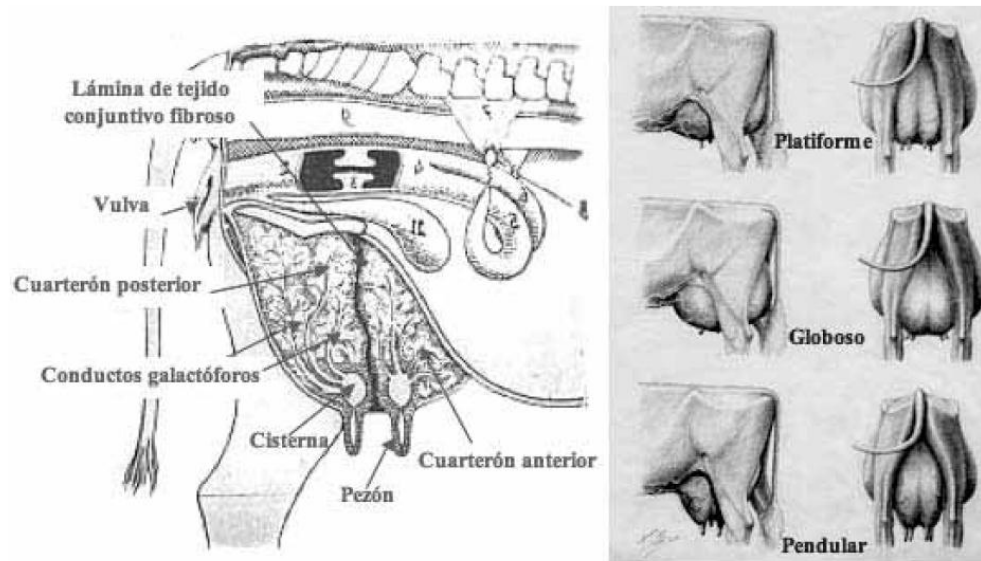 Lámina de tejido
conjuntivo fibroso
Vulva
Cuarterón posterior
Conductos galactóforos
Cisterna
Pezón
Cuarterón anterior
Platiforme
Globoso
Pendular